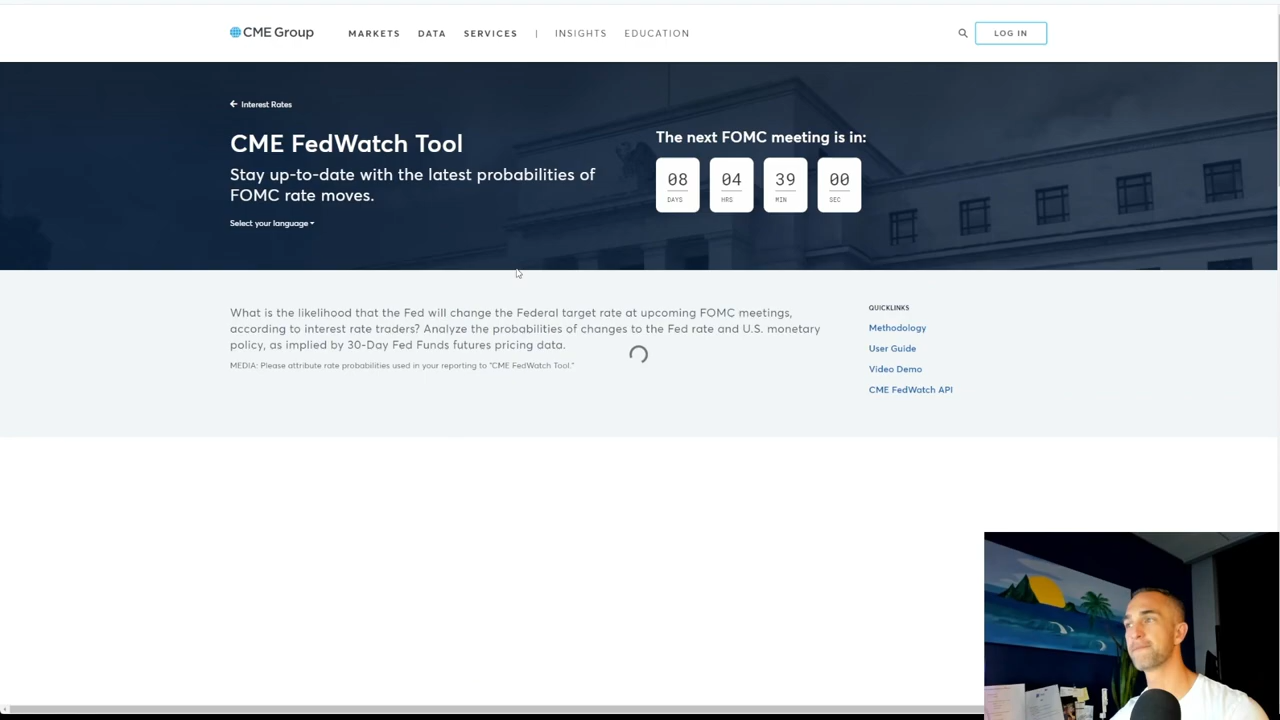 CME Group
MARKETS DATA SERVICES | INSIGHTS EDUCATION
LOG IN
Interest Rates
CME FedWatch Tool
Stay up-to-date with the latest probabilities of
FOMC rate moves.
Select your language
The next FOMC meeting is in:
08 04 39 00
DAYS HRS MIN SEC
What is the likelihood that the Fed will change the Federal target rate at upcoming FOMC meetings,
according to interest rate traders? Analyze the probabilities of changes to the Fed rate and U.S. monetary
policy, as implied by 30-Day Fed Funds futures pricing data.
MEDIA: Please attribute rate probabilities used in your reporting to "CME FedWatch Tool."
QUICKLINKS
Methodology
User Guide
Video Demo
CME FedWatch API